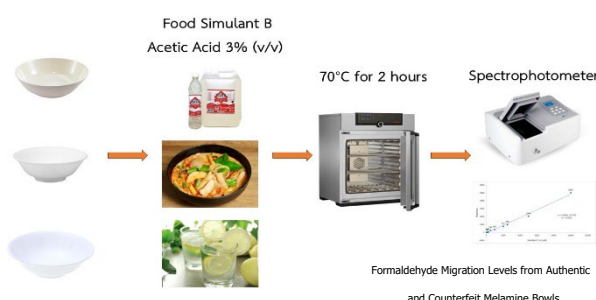 Food Simulant B
Acetic Acid 3% (v/v)
70°C for 2 hours
Spectrophotometer
Formaldehyde Migration Levels from Authentic
and Counterfeit Melamine Bowls